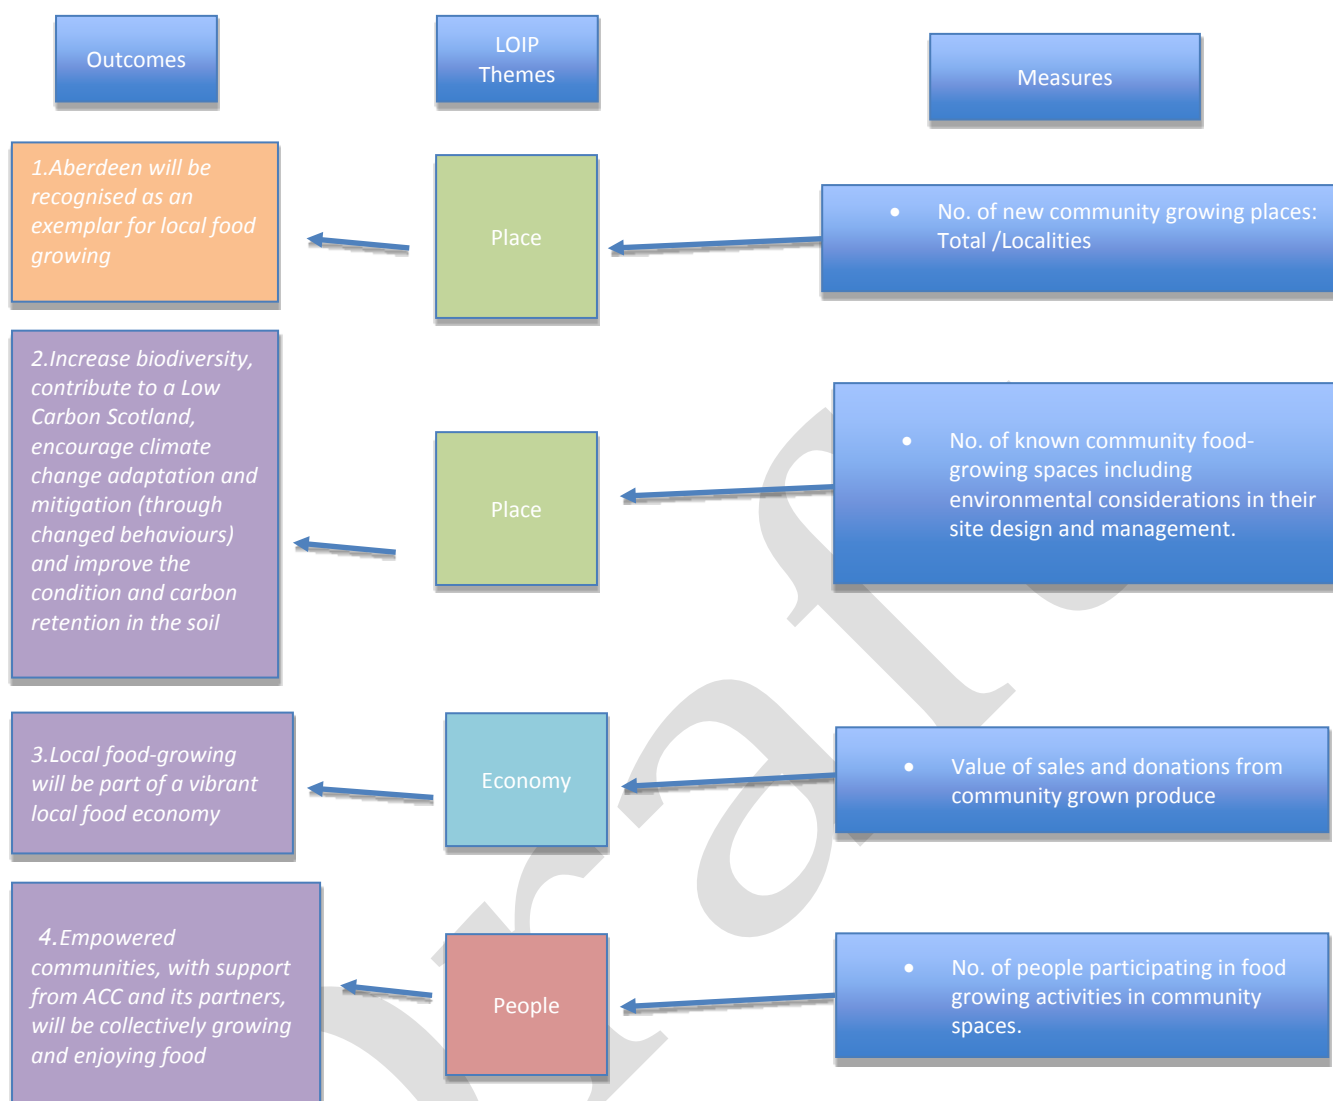 Outcomes
LOIP
Themes
Measures
1.Aberdeen will be
recognised as an
exemplar for local food
growing
Place
• No. of new community growing places:
Total /Localities
2.Increase biodiversity,
contribute to a Low
Carbon Scotland,
encourage climate
change adaptation and
mitigation (through
changed behaviours)
and improve the
condition and carbon
retention in the soil
Place
• No. of known community food-
growing spaces including
environmental considerations in their
site design and management.
3.Local food-growing
will be part of a vibrant
local food economy
Economy
• Value of sales and donations from
community grown produce
4.Empowered
communities, with support
from ACC and its partners,
will be collectively growing
and enjoying food
People
• No. of people participating in food
growing activities in community
spaces.
Draft